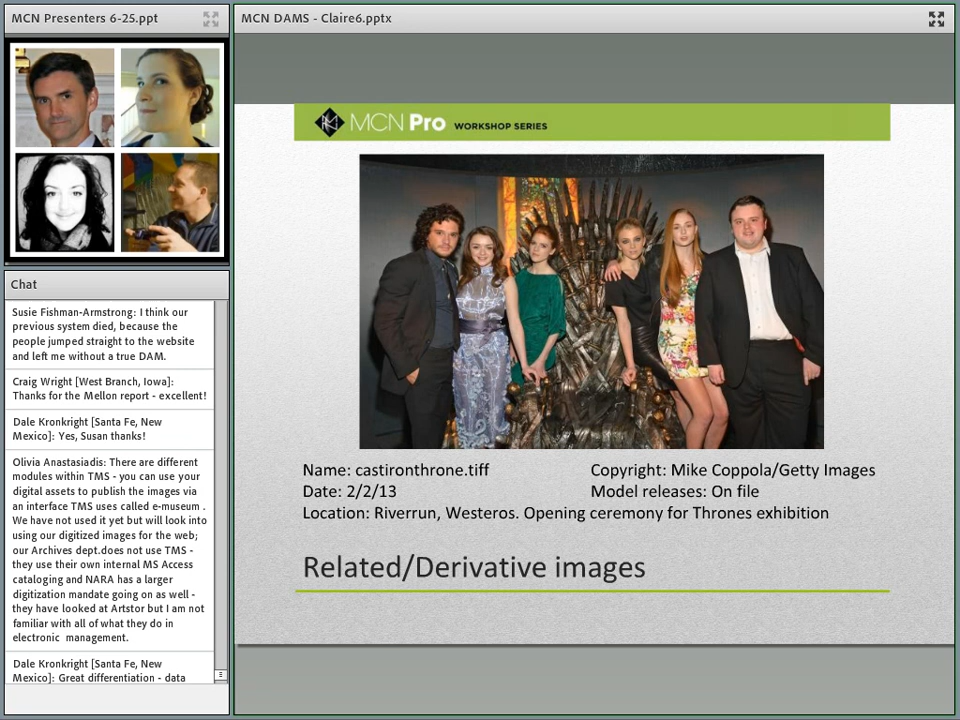 MCN Presenters 6-25.ppt
Chat
Susie Fishman-Armstrong: I think our
previous system died, because the
people jumped straight to the website
and left me without a true DAM.
Craig Wright [West Branch, Iowa]:
Thanks for the Mellon report - excellent!
Dale Kronkright [Santa Fe, New
Mexico]: Yes, Susan thanks!
Olivia Anastasiadis: There are different
modules within TMS - you can use your
digital assets to publish the images via
an interface TMS uses called e-museum .
We have not used it yet but will look into
using our digitized images for the web;
our Archives dept.does not use TMS -
they use their own internal MS Access
cataloging and NARA has a larger
digitization mandate going on as well -
they have looked at Artstor but I am not
familiar with all of what they do in
electronic  management.
Dale Kronkright [Santa Fe, New
Mexico]: Great differentiation - data
MCN DAMS - Claire6.pptx
MCN Pro WORKSHOP SERIES
Name: castironthrone.tiff
Copyright: Mike Coppola/Getty Images
Date: 2/2/13
Model releases: On file
Location: Riverrun, Westeros. Opening ceremony for Thrones exhibition
Related/Derivative images